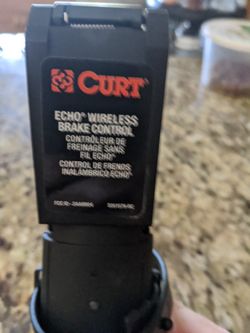 CURT
ECHO® WIRELESS
BRAKE CONTROL
CONTRÔLEUR DE
FREINAGE SANS
FIL ECHO®
CONTROL DE FRENOS
INALÁMBRICO ECHO®